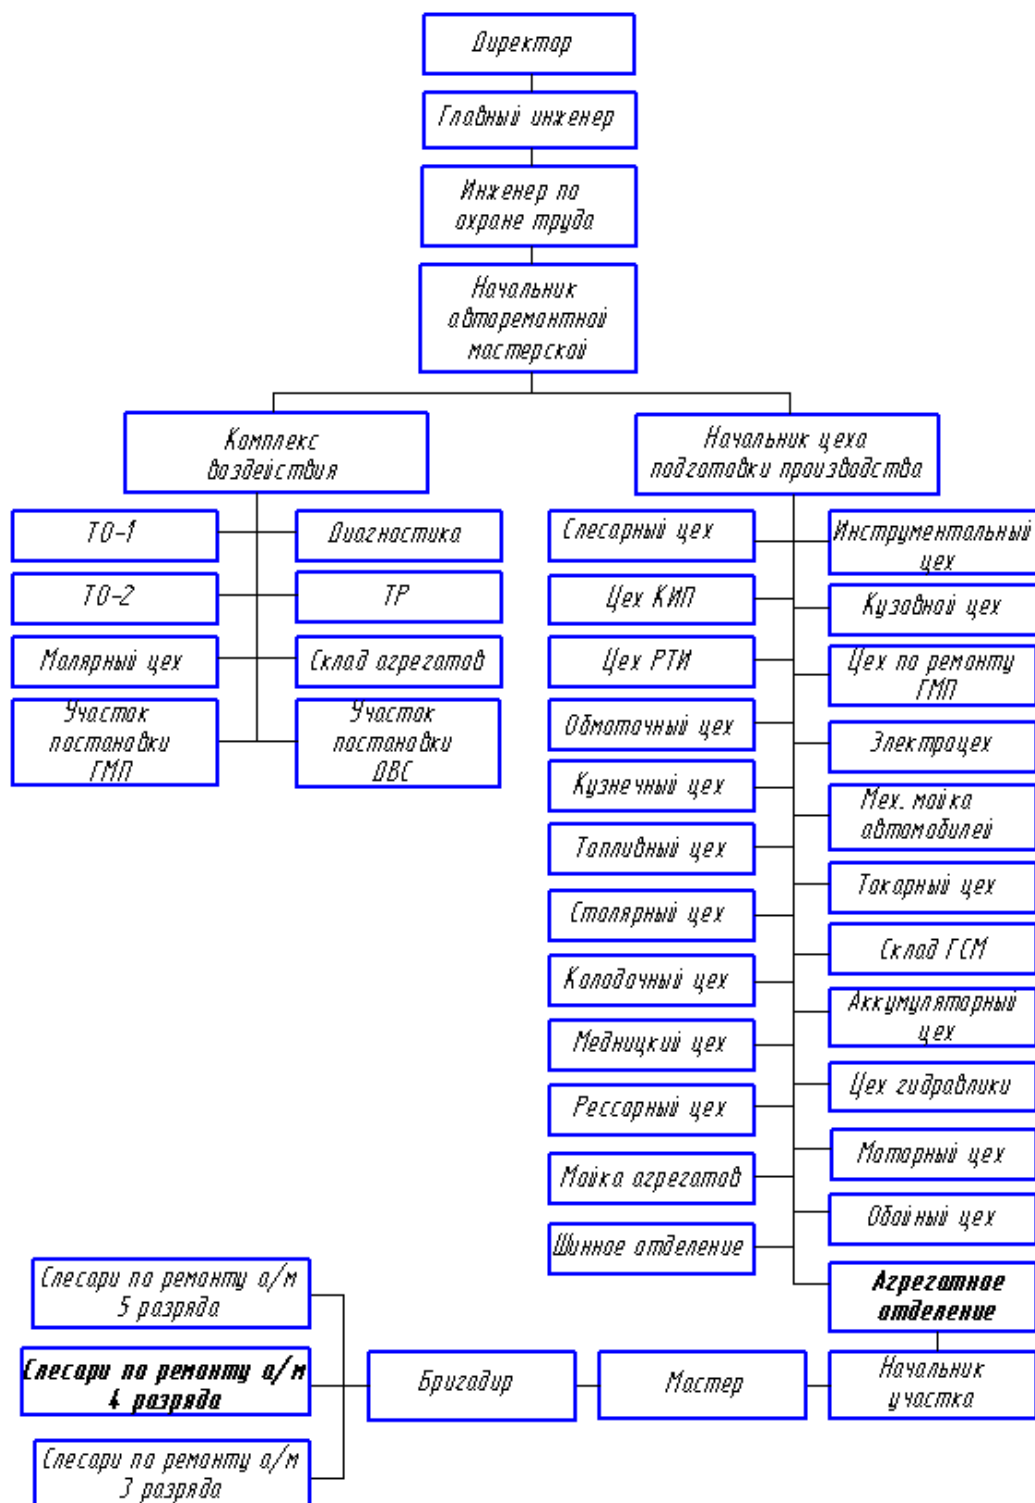 Директор
Главный инженер
Инженер по
охране труда
Начальник
авторемонтной
мастерской
Комплекс
воздействия
Начальник цеха
подготовки производства
ТО-1
Диагностика
ТО-2
ТР
Малярный цех
Склад агрегатов
Участок
постановки
ГМП
Участок
постановки
ДВС
Слесарный цех
Инструментальный
цех
Цех КИП
Кузовной цех
Цех РТИ
Цех по ремонту
ГМП
Обмоточный цех
Электроцех
Кузнечный цех
Мех. мойка
автомобилей
Топливный цех
Токарный цех
Столярный цех
Склад ГСМ
Колодочный цех
Аккумуляторный
цех
Медницкий цех
Цех гидравлики
Рессорный цех
Моторный цех
Мойка агрегатов
Обойный цех
Шинное отделение
Агрегатное
отделение
Слесари по ремонту а/м
5 разряда
Слесари по ремонту а/м
4 разряда
Бригадир
Мастер
Начальник
участка
Слесари по ремонту а/м
3 разряда